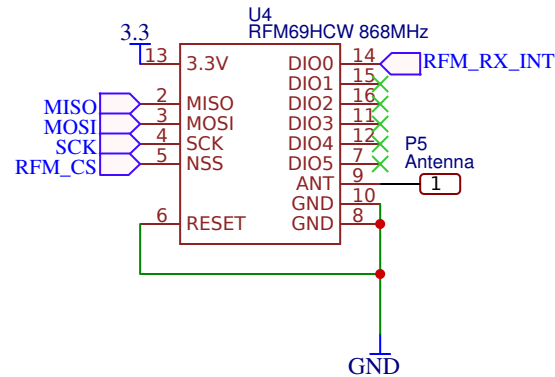 U4
RFM69HCW 868MHz
3.3
13 3.3V DIO0 14 RFM_RX_INT
DIO1 15
MISO 2 MISO DIO2 16
MOSI 3 MOSI DIO3 11
SCK 4 SCK DIO4 12
RFM_CS 5 NSS DIO5 7
P5
Antenna
ANT 9 1
GND 10
6 RESET GND 8
GND